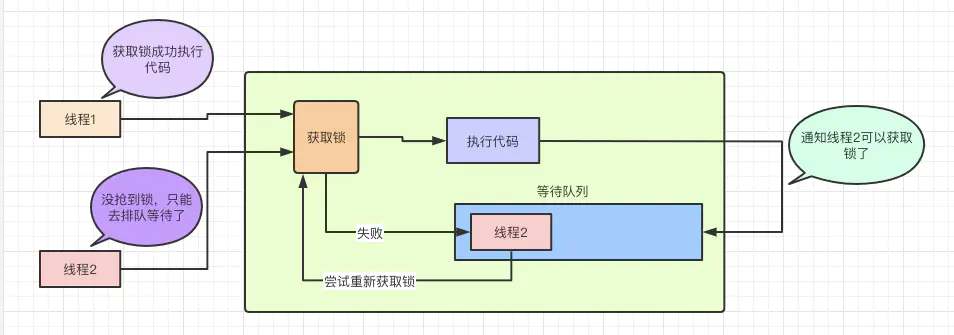 获取锁成功执行
代码
线程1
获取锁
执行代码
通知线程2可以获取
锁了
没抢到锁，只能
去排队等待了
等待队列
失败
线程2
线程2
尝试重新获取锁